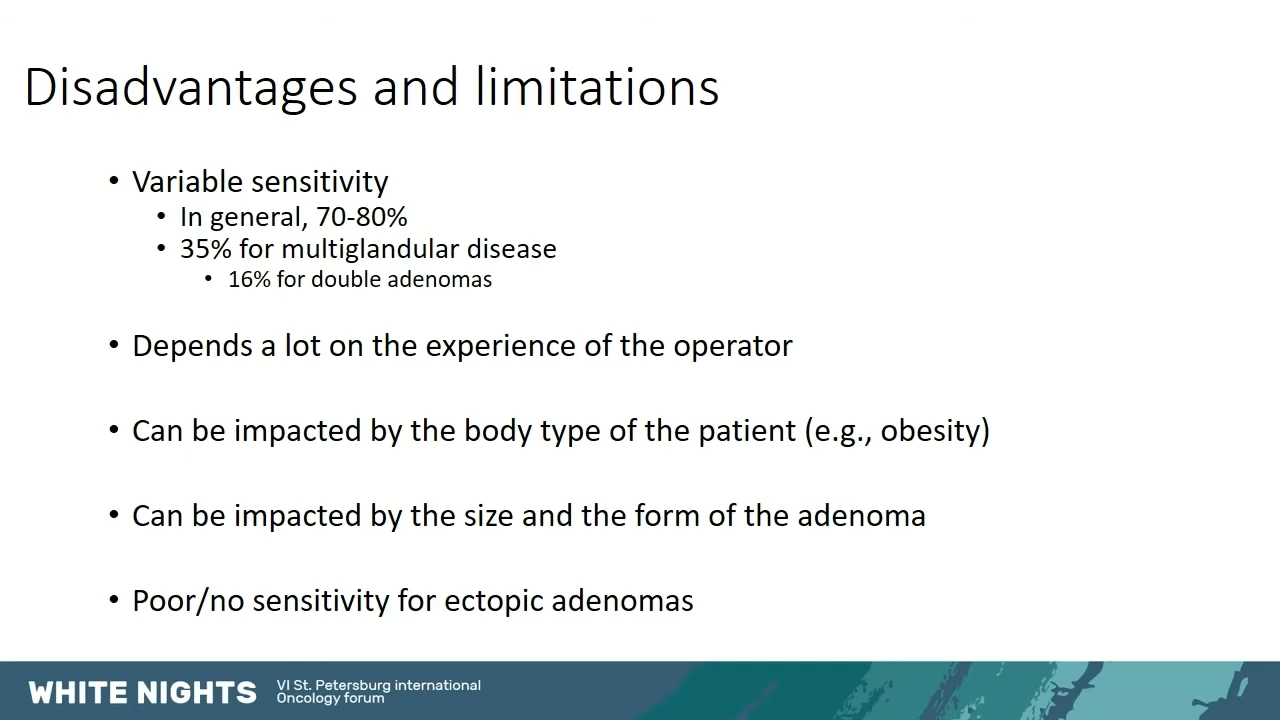 Disadvantages and limitations
• Variable sensitivity
• In general, 70-80%
• 35% for multiglandular disease
• 16% for double adenomas
• Depends a lot on the experience of the operator
• Can be impacted by the body type of the patient (e.g., obesity)
• Can be impacted by the size and the form of the adenoma
• Poor/no sensitivity for ectopic adenomas
WHITE NIGHTS
VI St. Petersburg international
Oncology forum